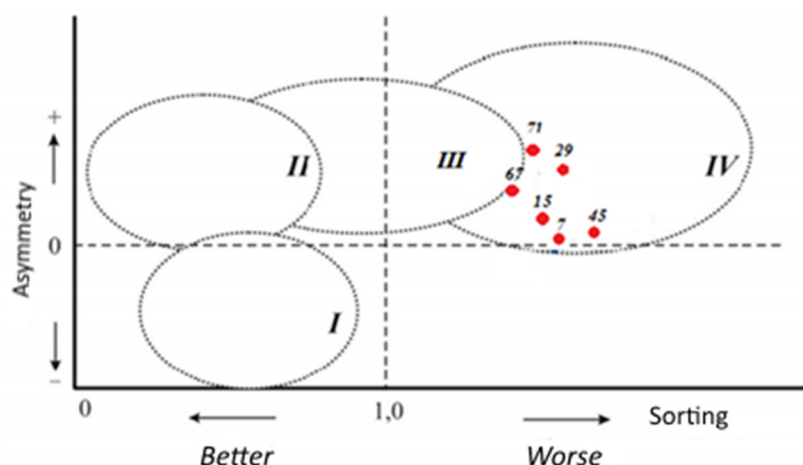 +
Asymmetry
0
−
I
II
III
IV
71
29
67
15
7
45
0
1,0
Sorting
Better
Worse